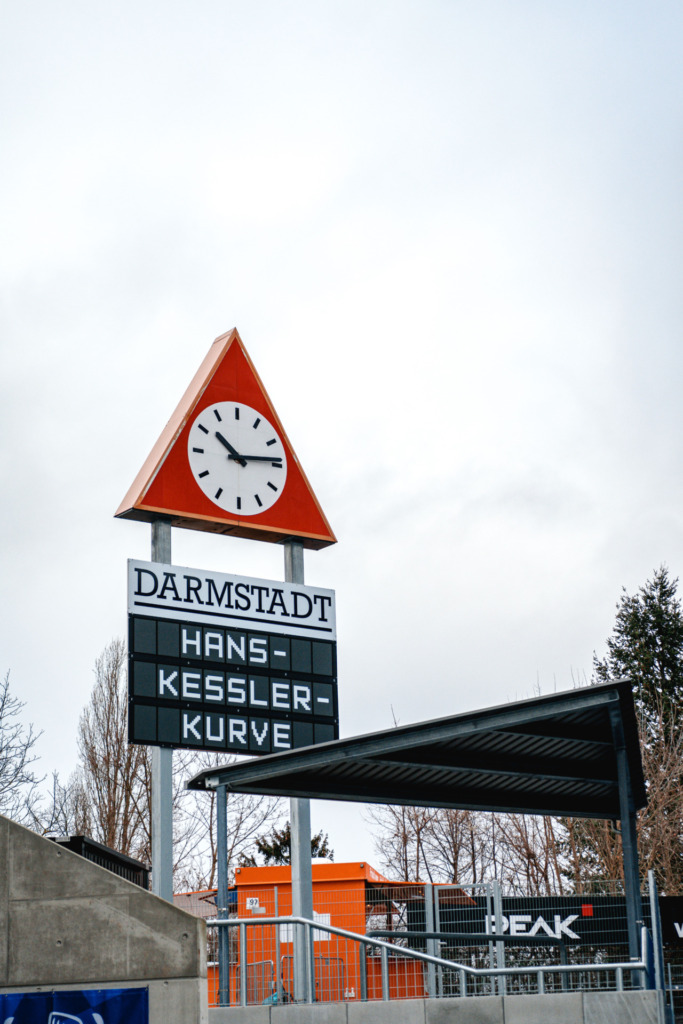 DARMSTADT
HANS-
KESSLER-
KURVE
PEAK